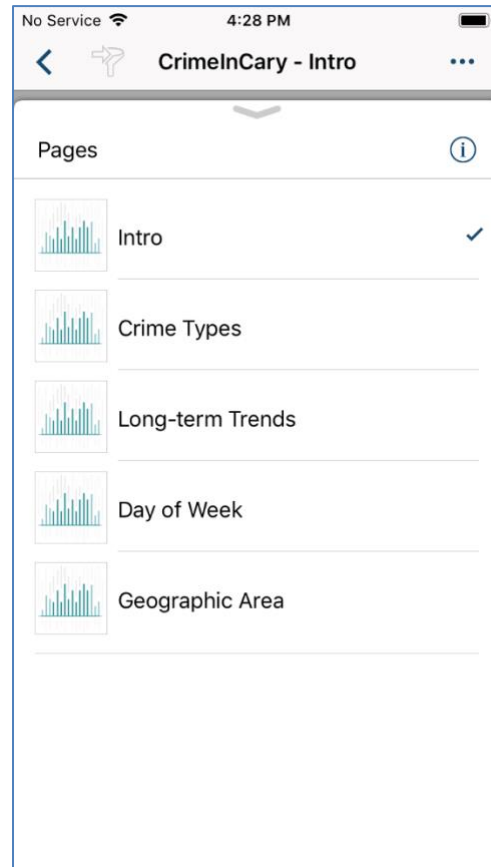 No Service 4:28 PM
CrimeInCary - Intro
Pages
Intro
Crime Types
Long-term Trends
Day of Week
Geographic Area